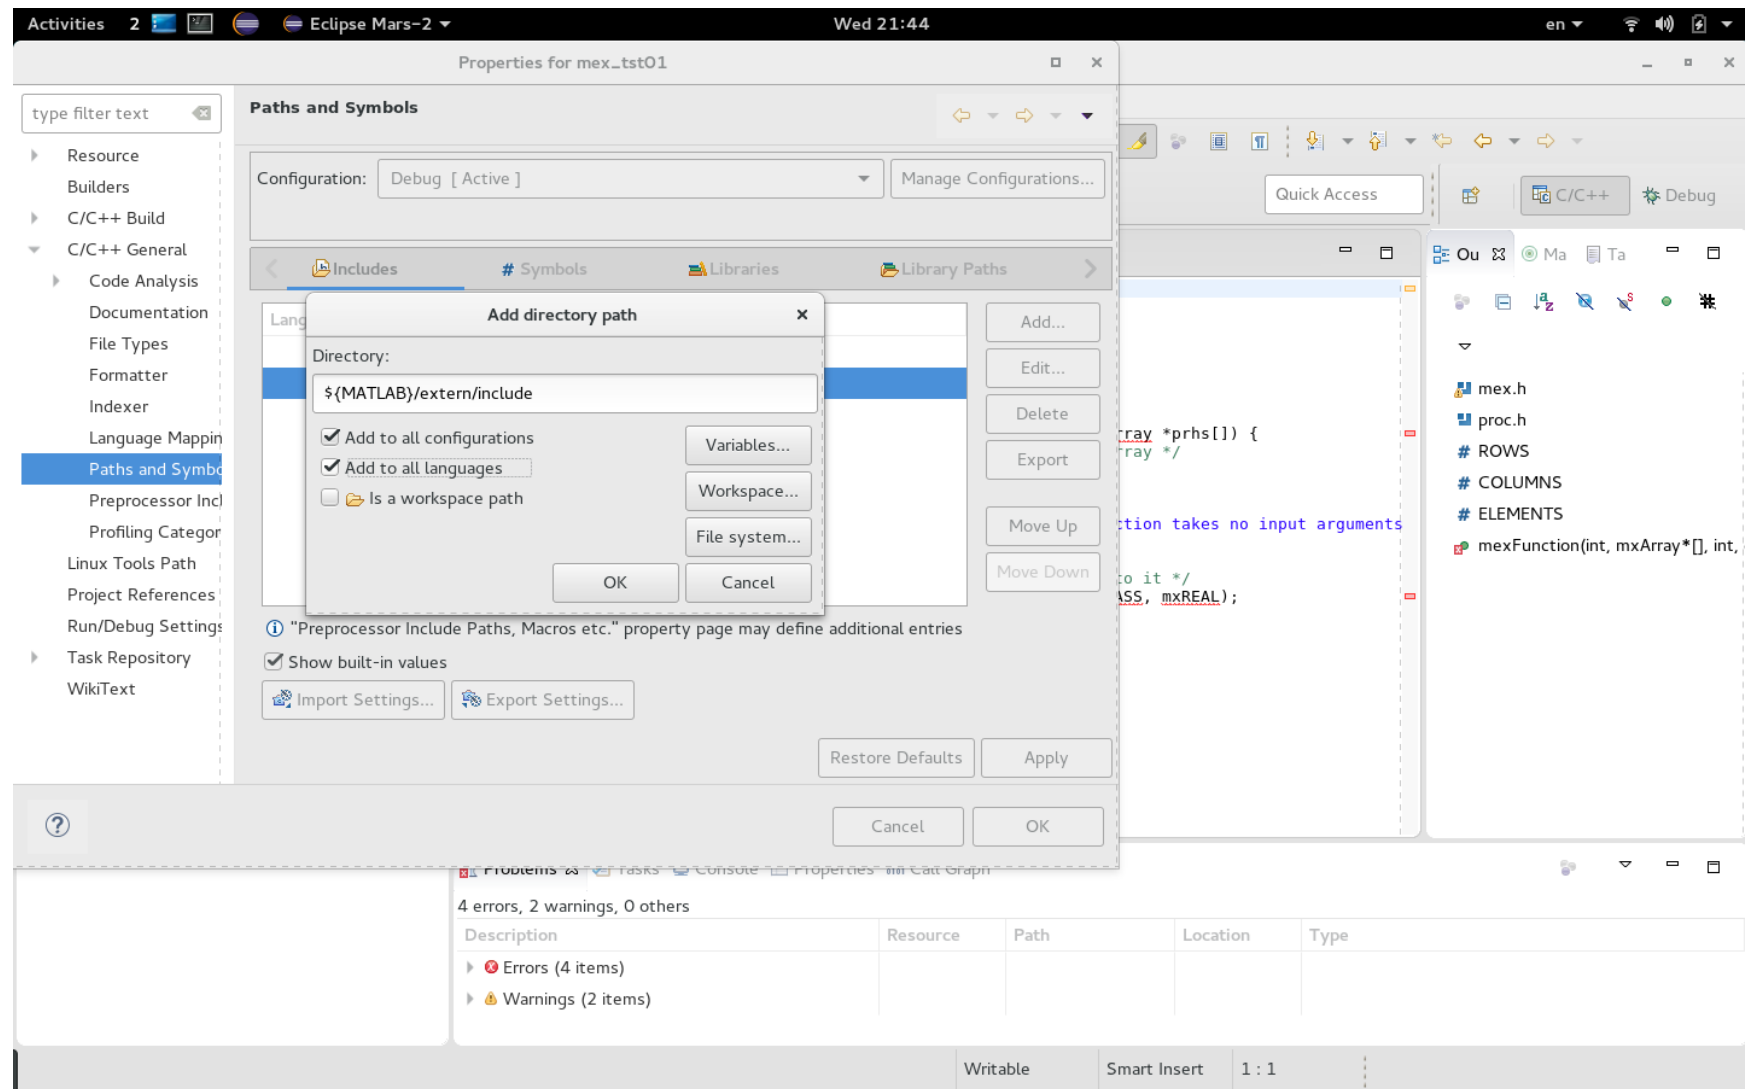 Activities 2 Eclipse Mars-2 Wed 21:44 en
Properties for mex_tst01
type filter text
Resource
Builders
C/C++ Build
C/C++ General
Code Analysis
Documentation
File Types
Formatter
Indexer
Language Mappin
Paths and Symbo
Preprocessor Incl
Profiling Categor
Linux Tools Path
Project References
Run/Debug Settings
Task Repository
WikiText
Paths and Symbols
Configuration: Debug [ Active ] Manage Configurations...
Includes # Symbols Libraries Library Paths
Lang
Add...
Edit...
Delete
Export
Move Up
Move Down
Add directory path
Directory:
${MATLAB}/extern/include
Add to all configurations
Add to all languages
Is a workspace path
Variables...
Workspace...
File system...
OK Cancel
"Preprocessor Include Paths, Macros etc." property page may define additional entries
Show built-in values
Import Settings... Export Settings...
Restore Defaults Apply
Cancel OK
Quick Access C/C++ Debug
rray *prhs[]) {
rray */
ction takes no input arguments
to it */
ASS, mxREAL);
Ou Ma Ta
mex.h
proc.h
# ROWS
# COLUMNS
# ELEMENTS
mexFunction(int, mxArray*[], int,
Problems Tasks Console Properties Call Graph
4 errors, 2 warnings, 0 others
Description Resource Path Location Type
Errors (4 items)
Warnings (2 items)
Writable Smart Insert 1 : 1